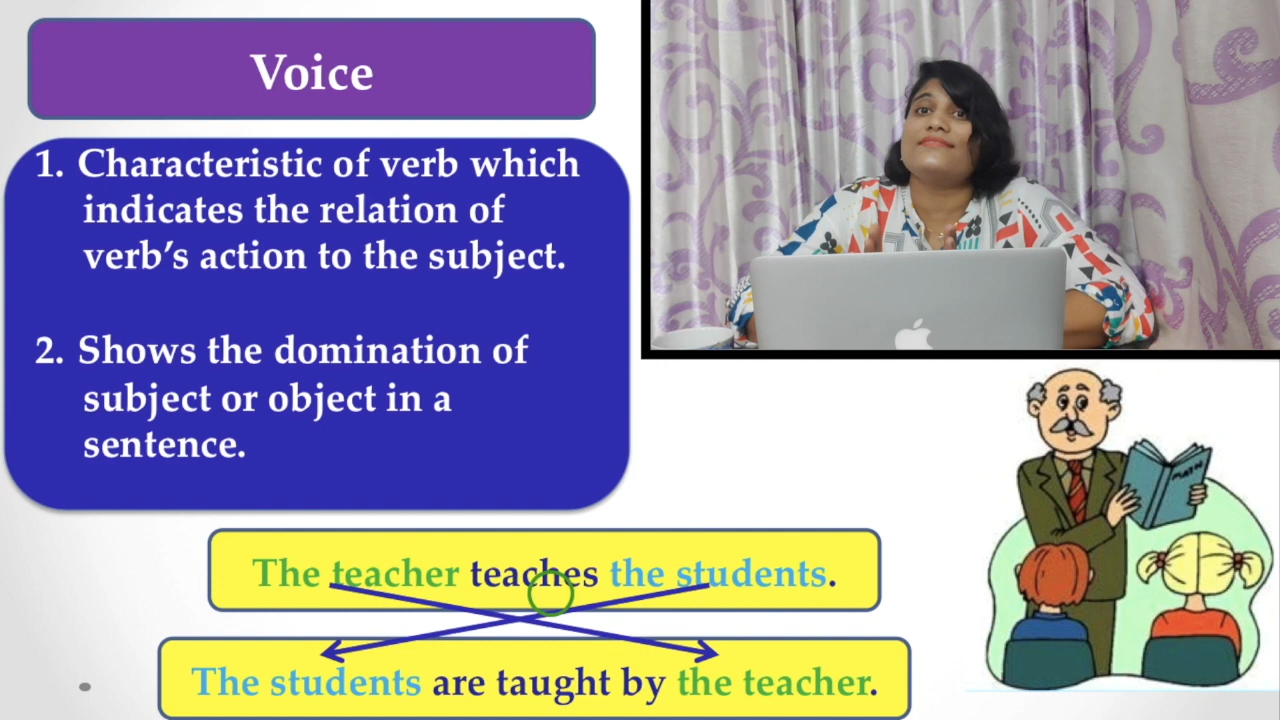 Voice
1. Characteristic of verb which
indicates the relation of
verb’s action to the subject.
2. Shows the domination of
subject or object in a
sentence.
The teacher teaches the students.
The students are taught by the teacher.
MATH